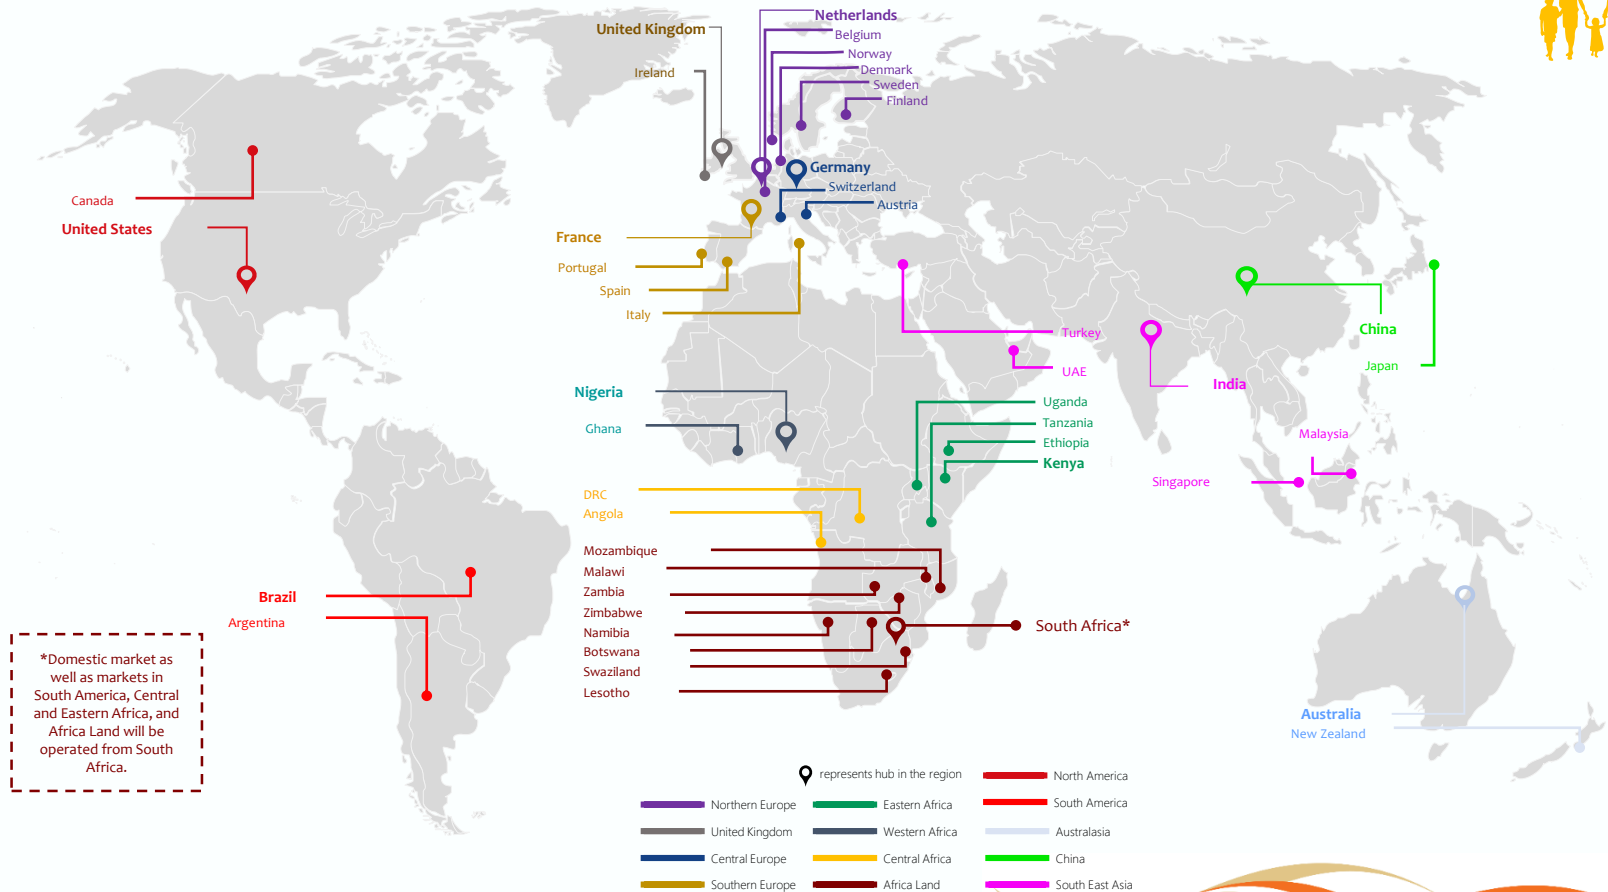 Netherlands
United Kingdom
Belgium
Norway
Ireland
Denmark
Sweden
Finland
Germany
Switzerland
Canada
Austria
United States
France
Portugal
Spain
Italy
China
Turkey
Japan
UAE
India
Nigeria
Uganda
Ghana
Tanzania
Malaysia
Ethiopia
Kenya
Singapore
DRC
Angola
Mozambique
Malawi
Zambia
Brazil
Zimbabwe
Argentina
South Africa*
Namibia
Botswana
Swaziland
Lesotho
*Domestic market as
well as markets in
South America, Central
and Eastern Africa, and
Africa Land will be
operated from South
Africa.
Australia
New Zealand
represents hub in the region
North America
Northern Europe
Eastern Africa
South America
United Kingdom
Western Africa
Australasia
Central Europe
Central Africa
China
Southern Europe
Africa Land
South East Asia